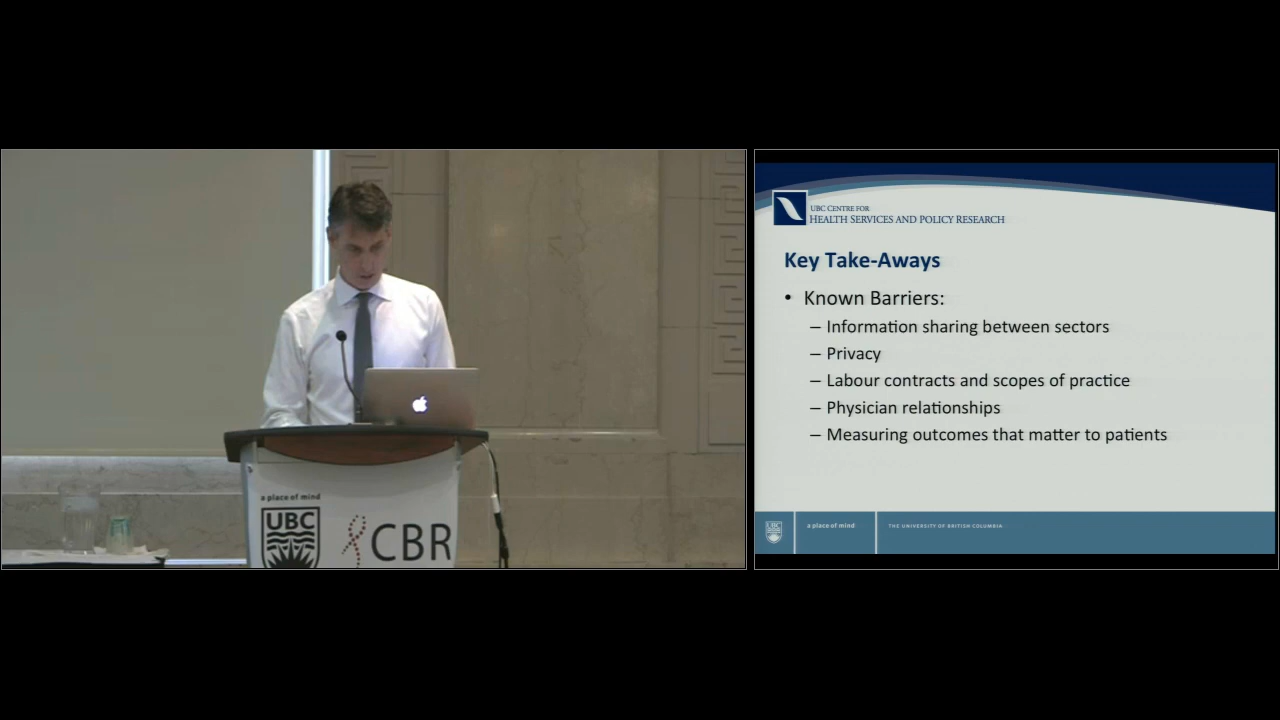 a place of mind
UBC
CBR
UBC CENTRE FOR
HEALTH SERVICES AND POLICY RESEARCH
Key Take-Aways
• Known Barriers:
– Information sharing between sectors
– Privacy
– Labour contracts and scopes of practice
– Physician relationships
– Measuring outcomes that matter to patients
UBC
a place of mind
THE UNIVERSITY OF BRITISH COLUMBIA